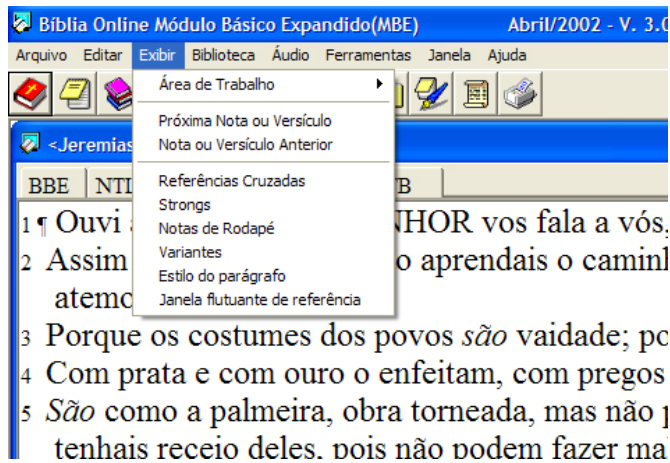 Bíblia Online Módulo Básico Expandido(MBE) Abril/2002 - V. 3.0
Arquivo Editar Exibir Biblioteca Áudio Ferramentas Janela Ajuda
Área de Trabalho
Próxima Nota ou Versículo
Nota ou Versículo Anterior
Referências Cruzadas
Strongs
Notas de Rodapé
Variantes
Estilo do parágrafo
Janela flutuante de referência
<Jeremias
BBE NTL B
1 ¶ Ouvi NHOR vos fala a vós,
2 Assim o aprendais o caminh
atemo
3 Porque os costumes dos povos são vaidade; po
4 Com prata e com ouro o enfeitam, com pregos
5 São como a palmeira, obra torneada, mas não p
tenhais receio deles, pois não podem fazer mal